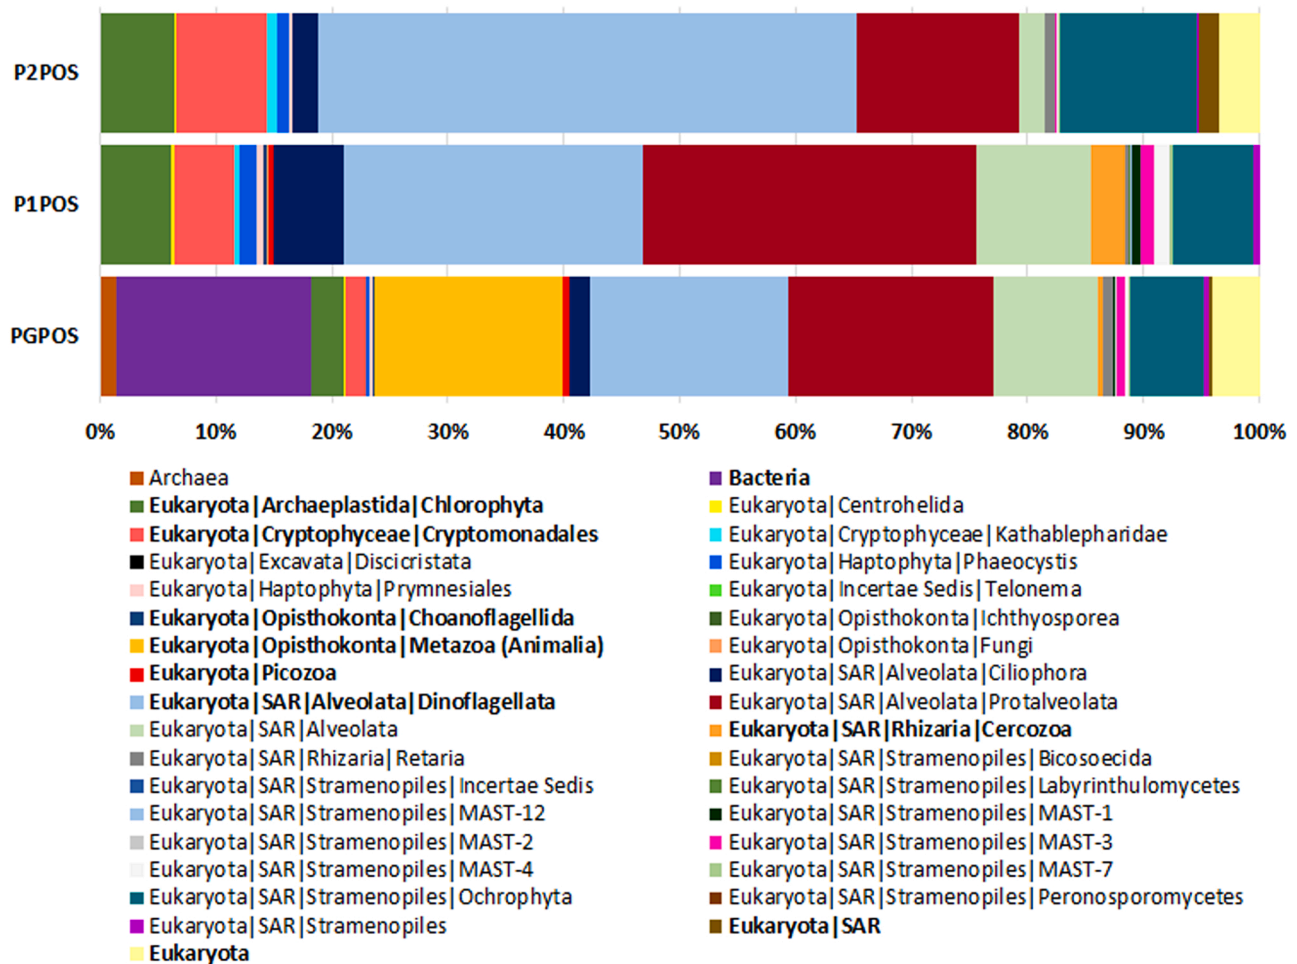 P2POS
P1POS
PGPOS
0% 10% 20% 30% 40% 50% 60% 70% 80% 90% 100%
Archaea Bacteria
Eukaryota|Archaeplastida|Chlorophyta Eukaryota|Centrohelida
Eukaryota|Cryptophyceae|Cryptomonadales Eukaryota|Cryptophyceae|Kathablepharidae
Eukaryota|Excavata|Discicristata Eukaryota|Haptophyta|Phaeocystis
Eukaryota|Haptophyta|Prymnesiales Eukaryota|Incertae Sedis|Telonema
Eukaryota|Opisthokonta|Choanoflagellida Eukaryota|Opisthokonta|Ichthyosporea
Eukaryota|Opisthokonta|Metazoa (Animalia) Eukaryota|Opisthokonta|Fungi
Eukaryota|Picozoa Eukaryota|SAR|Alveolata|Ciliophora
Eukaryota|SAR|Alveolata|Dinoflagellata Eukaryota|SAR|Alveolata|Protalveolata
Eukaryota|SAR|Alveolata Eukaryota|SAR|Rhizaria|Cercozoa
Eukaryota|SAR|Rhizaria|Retaria Eukaryota|SAR|Stramenopiles|Bicosoecida
Eukaryota|SAR|Stramenopiles|Incertae Sedis Eukaryota|SAR|Stramenopiles|Labyrinthulomycetes
Eukaryota|SAR|Stramenopiles|MAST-12 Eukaryota|SAR|Stramenopiles|MAST-1
Eukaryota|SAR|Stramenopiles|MAST-2 Eukaryota|SAR|Stramenopiles|MAST-3
Eukaryota|SAR|Stramenopiles|MAST-4 Eukaryota|SAR|Stramenopiles|MAST-7
Eukaryota|SAR|Stramenopiles|Ochrophyta Eukaryota|SAR|Stramenopiles|Peronosporomycetes
Eukaryota|SAR|Stramenopiles Eukaryota|SAR
Eukaryota